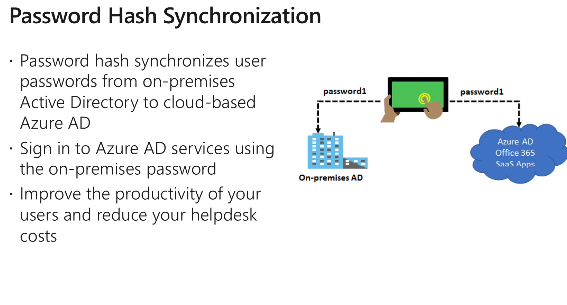 Password Hash Synchronization
· Password hash synchronizes user
passwords from on-premises
Active Directory to cloud-based
Azure AD
· Sign in to Azure AD services using
the on-premises password
· Improve the productivity of your
users and reduce your helpdesk
costs
password1
password1
On-premises AD
Azure AD
Office 365
SaaS Apps